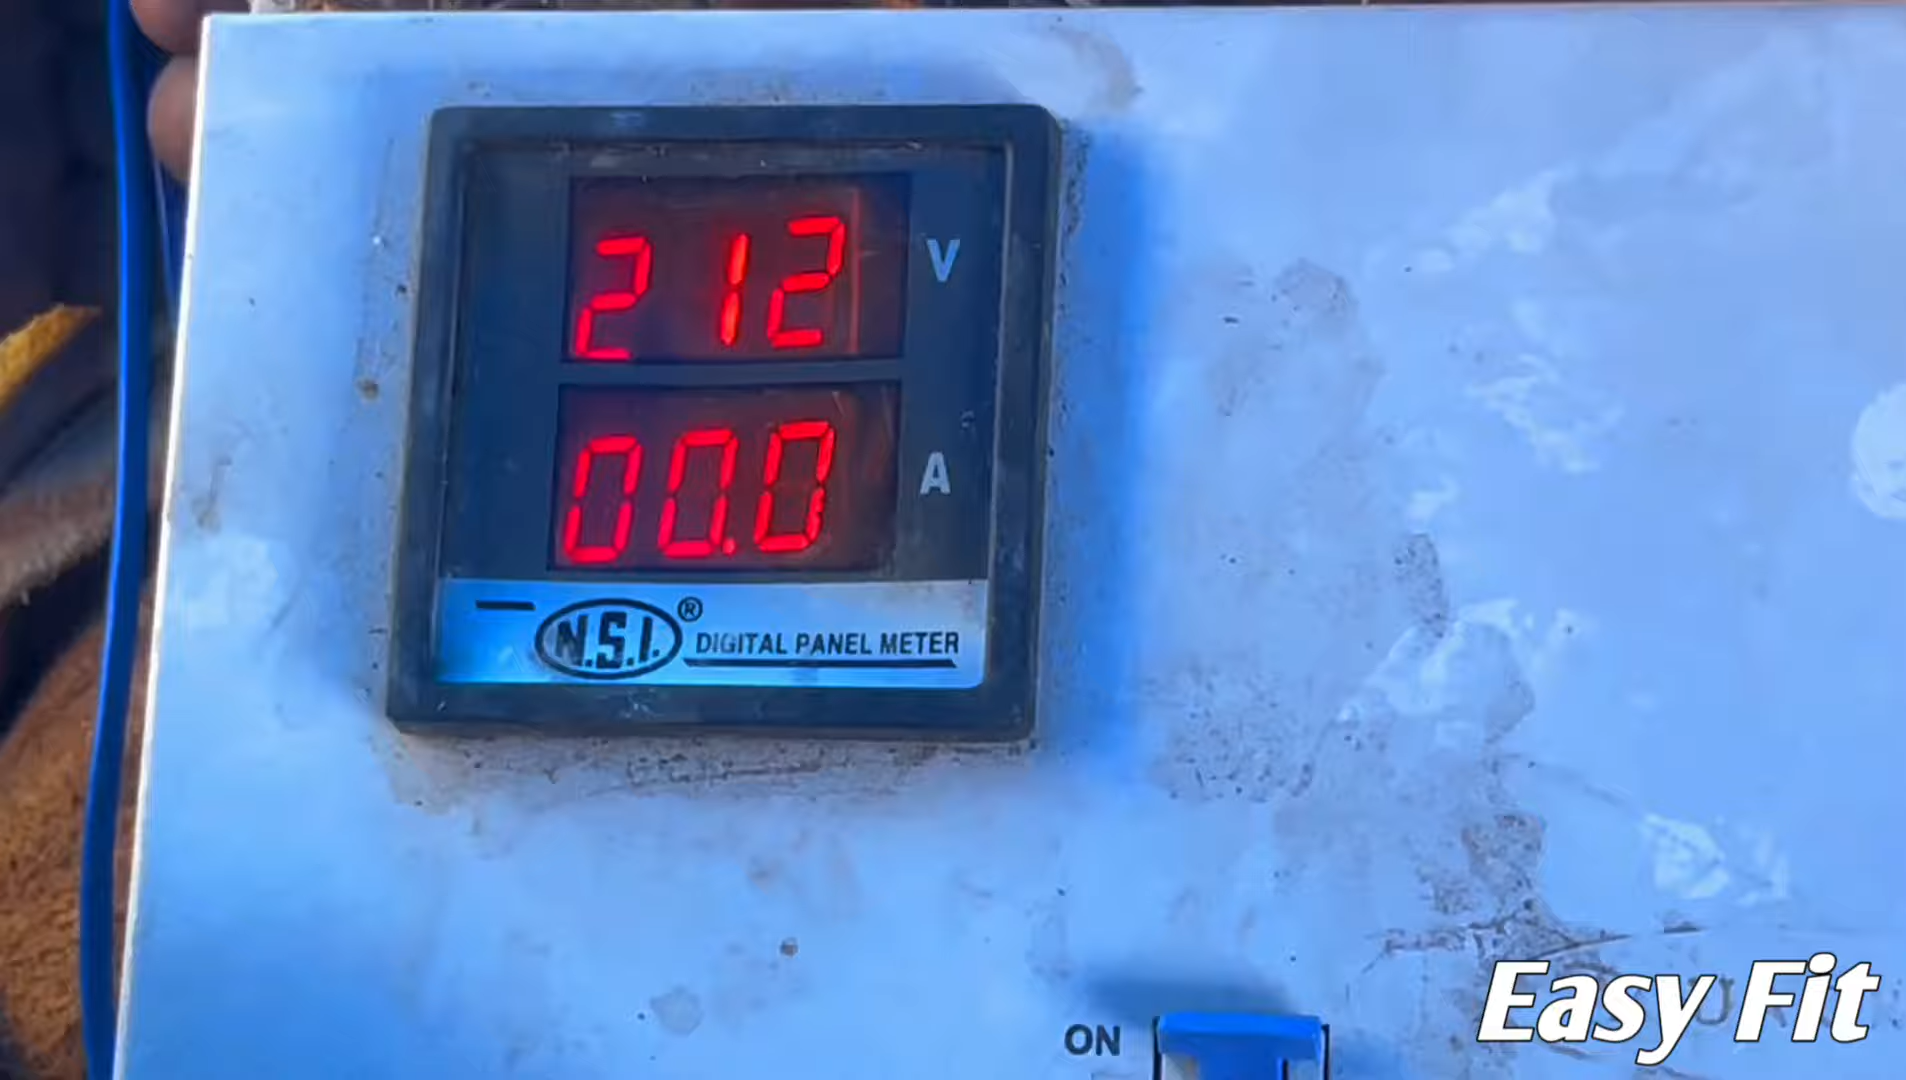 212 V
00.0 A
N.S.I.® DIGITAL PANEL METER
ON
Easy Fit